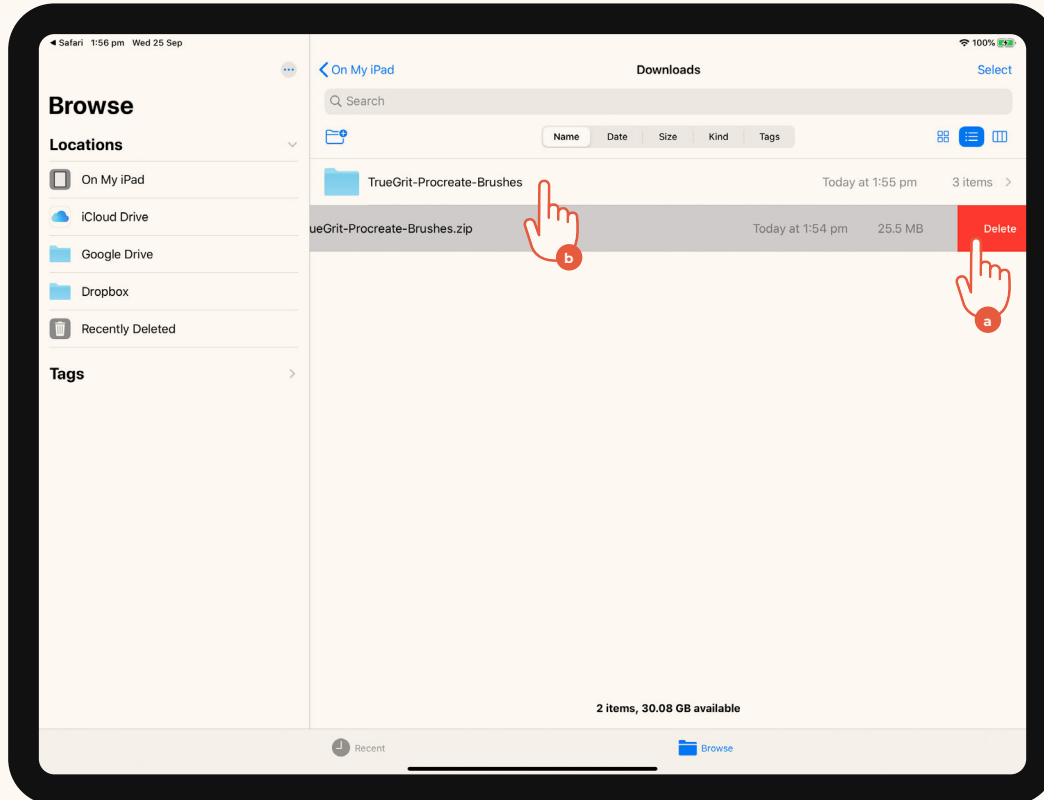 ◀ Safari 1:56 pm Wed 25 Sep
100%
Browse
Locations
On My iPad
iCloud Drive
Google Drive
Dropbox
Recently Deleted
Tags
On My iPad Downloads Select
Search
Name Date Size Kind Tags
TrueGrit-Procreate-Brushes Today at 1:55 pm 3 items
ueGrit-Procreate-Brushes.zip Today at 1:54 pm 25.5 MB Delete
b
a
2 items, 30.08 GB available
Recent Browse